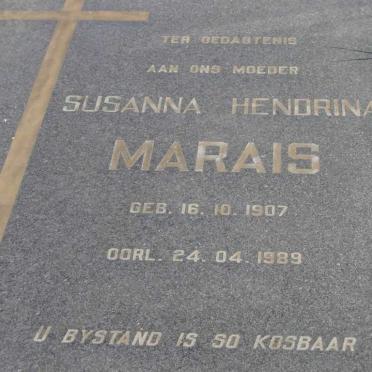 TER GEDAGTENIS
AAN ONS MOEDER
SUSANNA HENDRINA
MARAIS
GEB. 16. 10. 1907
OORL. 24. 04. 1989
U BYSTAND IS SO KOSBAAR